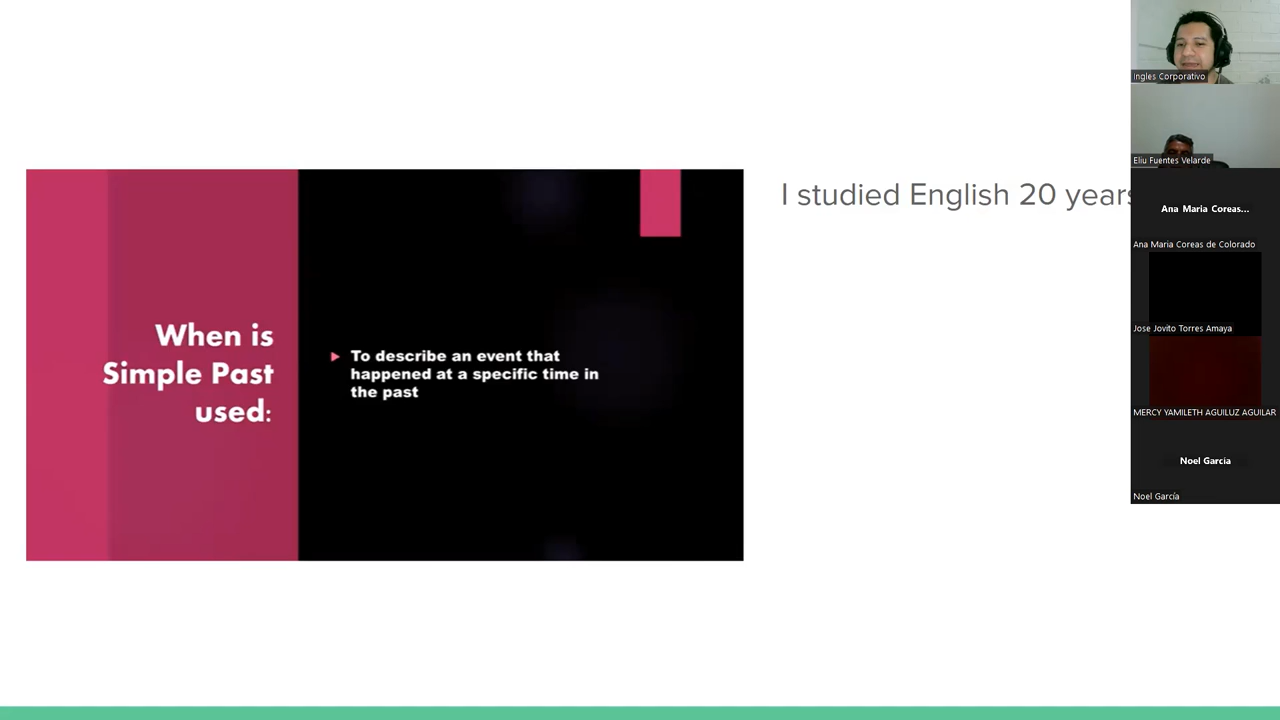 When is
Simple Past
used:
To describe an event that
happened at a specific time in
the past
I studied English 20 years
Ingles Corporativo
Eliu Fuentes Velarde
Ana Maria Coreas...
Ana Maria Coreas de Colorado
Jose Jovito Torres Amaya
MERCY YAMILETH AGUILUZ AGUILAR
Noel Garcia
Noel García